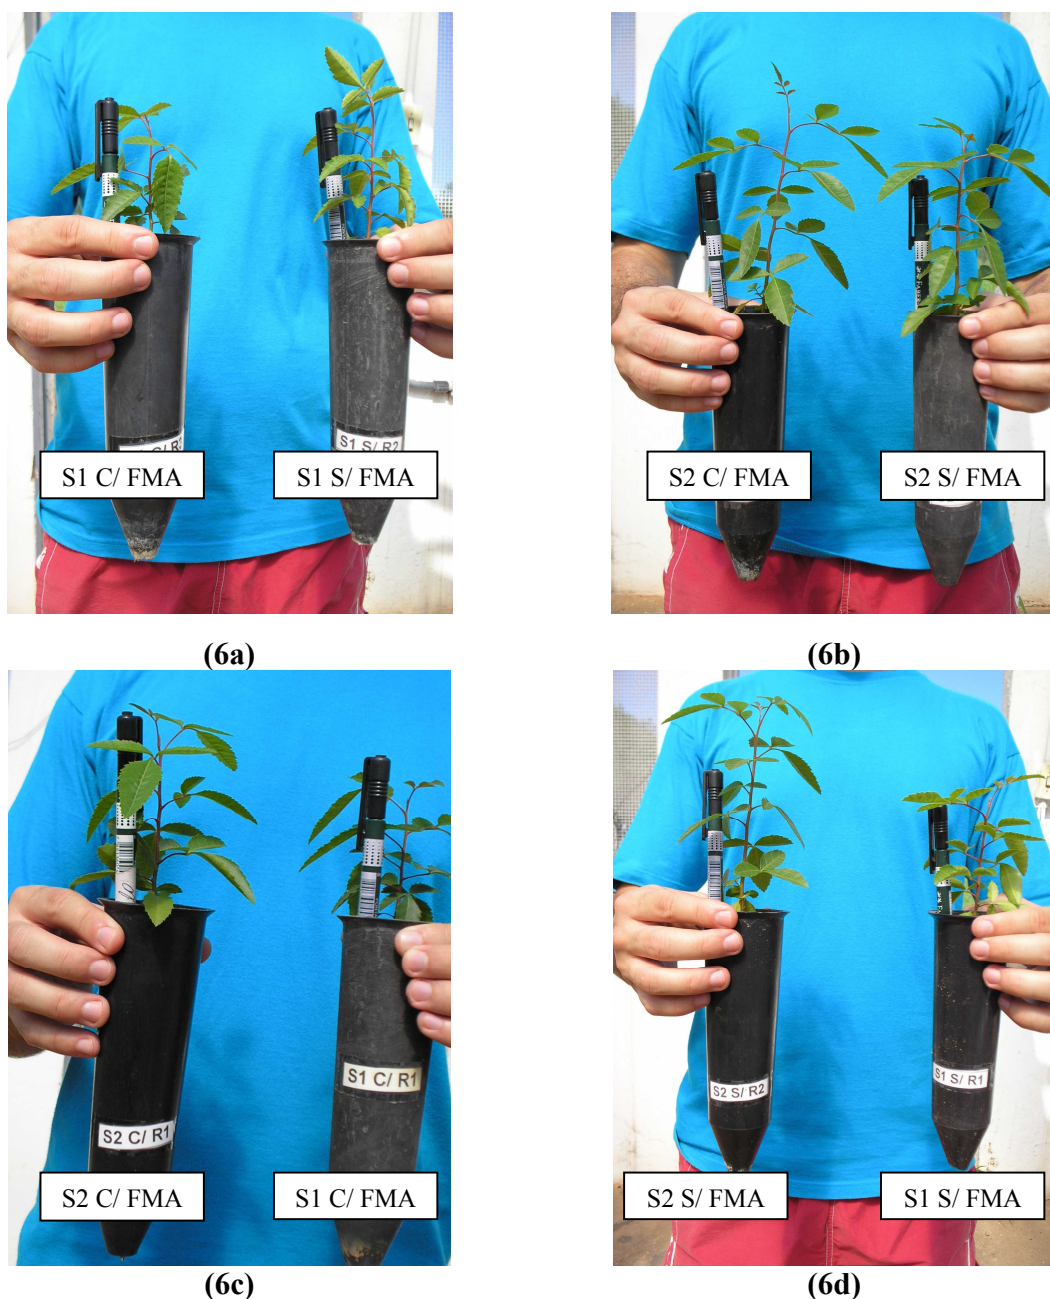 S1 S/ R2
S1 C/ FMA
S1 S/ FMA
S2 C/ FMA
S2 S/ FMA
(6a)
(6b)
S1 C/ R1
S2 C/ R1
S2 C/ FMA
S1 C/ FMA
S2 S/ R2
S1 S/ R1
S2 S/ FMA
S1 S/ FMA
(6c)
(6d)